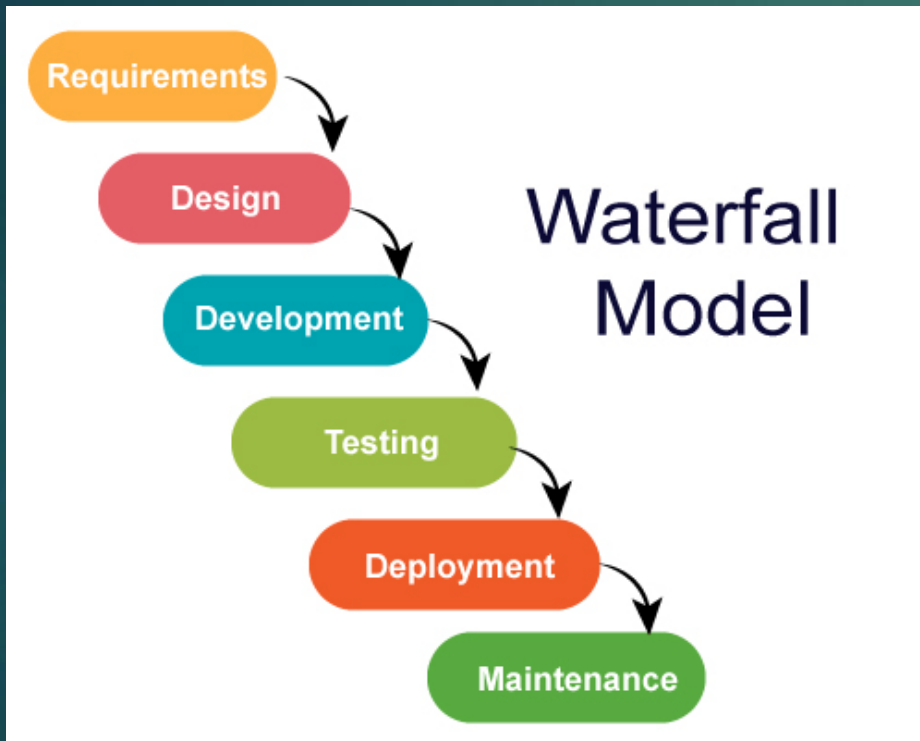 Requirements
Design
Waterfall
Model
Development
Testing
Deployment
Maintenance